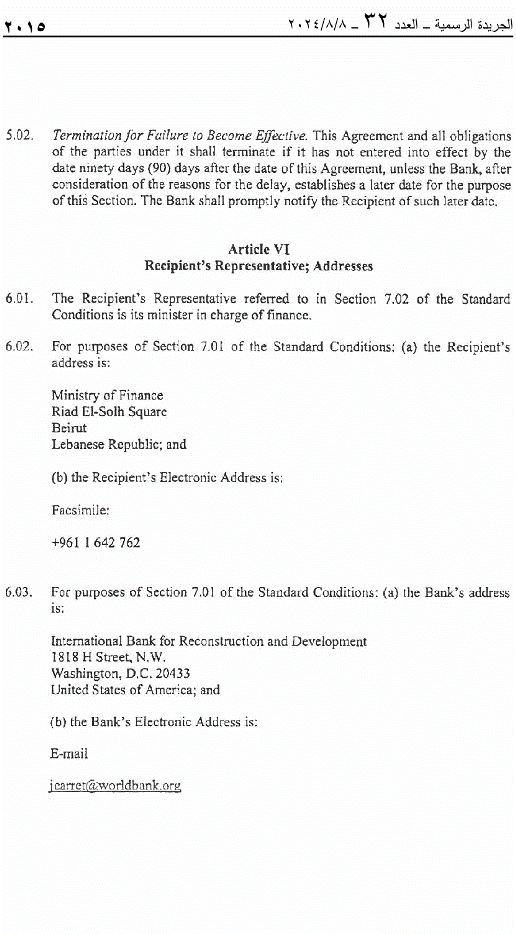 الجريدة الرسمية ــ العدد ٣٢ ــ ٢٠٢٤/٨/٨
٢٠١٥
5.02. Termination for Failure to Become Effective. This Agreement and all obligations
of the parties under it shall terminate if it has not entered into effect by the
date ninety days (90) days after the date of this Agreement, unless the Bank, after
consideration of the reasons for the delay, establishes a later date for the purpose
of this Section. The Bank shall promptly notify the Recipient of such later date.
Article VI
Recipient's Representative; Addresses
6.01. The Recipient's Representative referred to in Section 7.02 of the Standard
Conditions is its minister in charge of finance.
6.02. For purposes of Section 7.01 of the Standard Conditions: (a) the Recipient's
address is:
Ministry of Finance
Riad El-Solh Square
Beirut
Lebanese Republic; and
(b) the Recipient's Electronic Address is:
Facsimile:
+961 1 642 762
6.03. For purposes of Section 7.01 of the Standard Conditions: (a) the Bank's address
is:
International Bank for Reconstruction and Development
1818 H Street, N.W.
Washington, D.C. 20433
United States of America; and
(b) the Bank's Electronic Address is:
E-mail
jcarret@worldbank.org